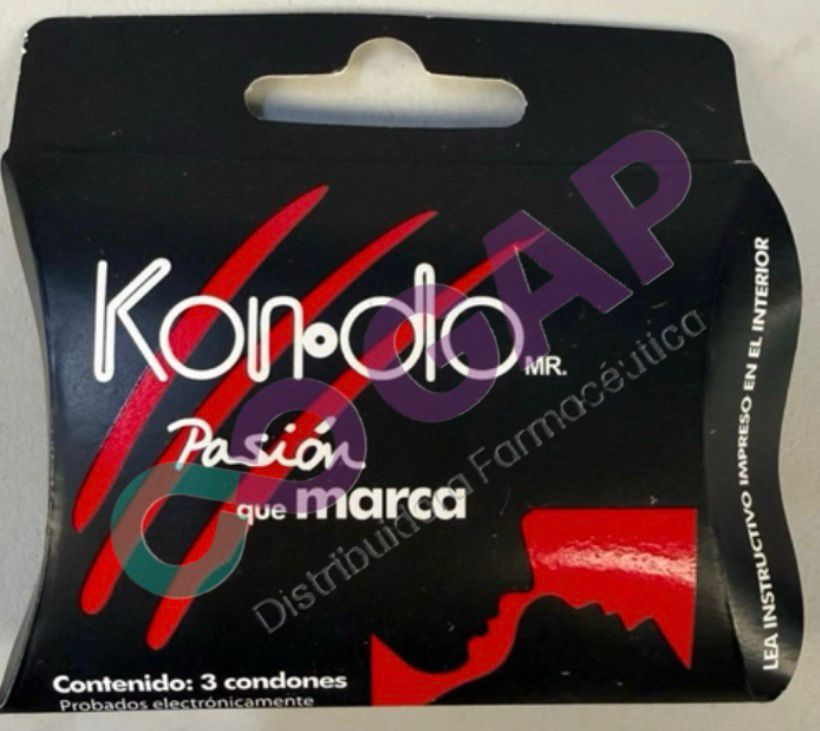 Kon•do MR.
Pasión
que marca
Contenido: 3 condones
Probados electrónicamente
LEA INSTRUCTIVO IMPRESO EN EL INTERIOR
COGAP
Distribuidora Farmacéutica